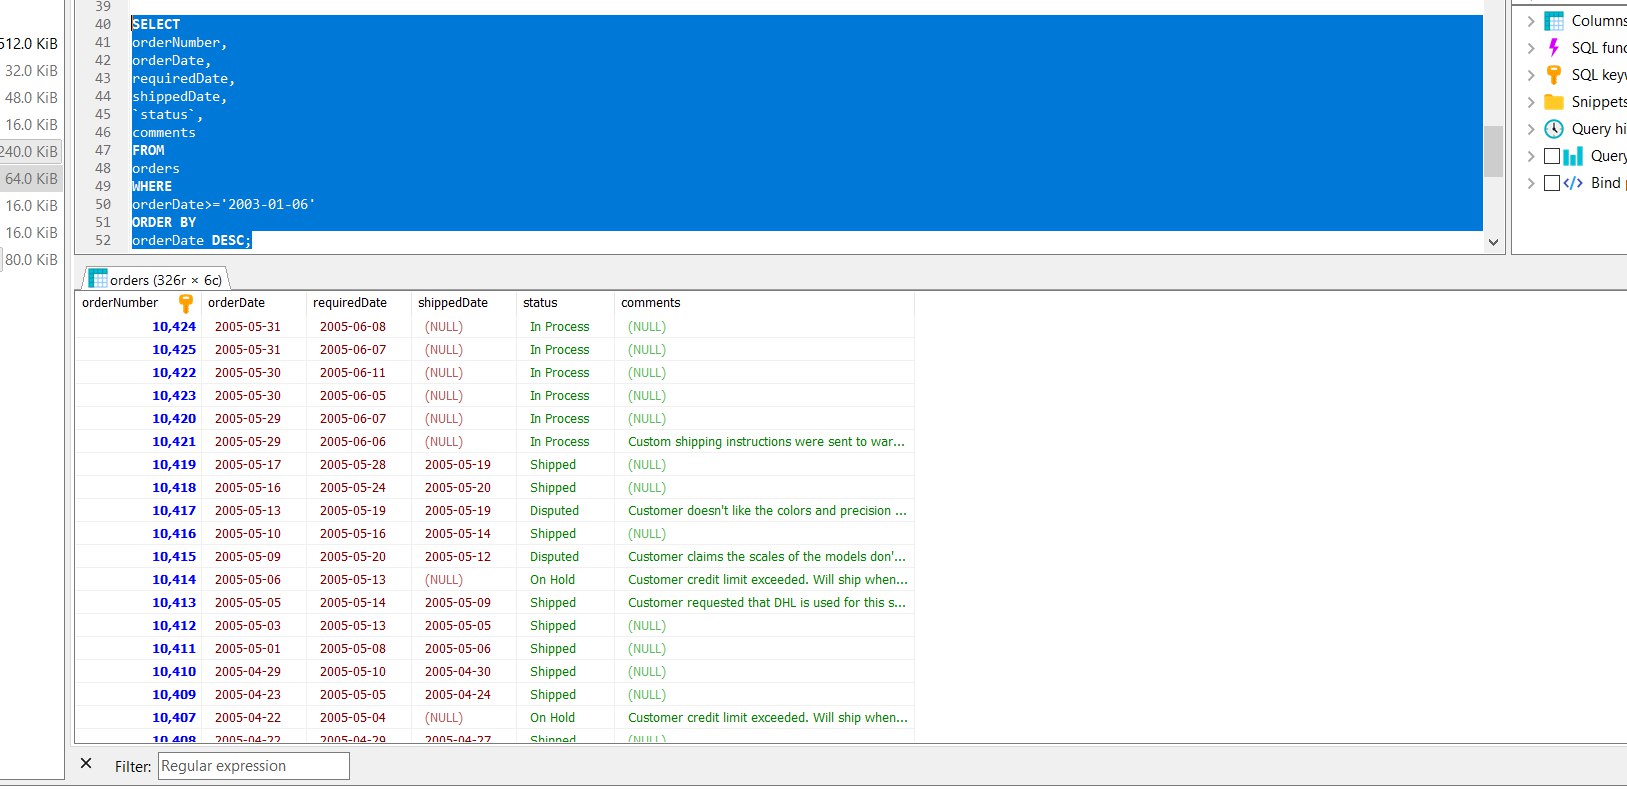 39
40 SELECT
41 orderNumber,
42 orderDate,
43 requiredDate,
44 shippedDate,
45 `status`,
46 comments
47 FROM
48 orders
49 WHERE
50 orderDate>='2003-01-06'
51 ORDER BY
52 orderDate DESC;
512.0 KiB
32.0 KiB
48.0 KiB
16.0 KiB
240.0 KiB
64.0 KiB
16.0 KiB
16.0 KiB
80.0 KiB
Columns
SQL func
SQL keyw
Snippets
Query hi
Query
Bind p
orders (326r × 6c)
orderNumber orderDate requiredDate shippedDate status comments
10,424 2005-05-31 2005-06-08 (NULL) In Process (NULL)
10,425 2005-05-31 2005-06-07 (NULL) In Process (NULL)
10,422 2005-05-30 2005-06-11 (NULL) In Process (NULL)
10,423 2005-05-30 2005-06-05 (NULL) In Process (NULL)
10,420 2005-05-29 2005-06-07 (NULL) In Process (NULL)
10,421 2005-05-29 2005-06-06 (NULL) In Process Custom shipping instructions were sent to war...
10,419 2005-05-17 2005-05-28 2005-05-19 Shipped (NULL)
10,418 2005-05-16 2005-05-24 2005-05-20 Shipped (NULL)
10,417 2005-05-13 2005-05-19 2005-05-19 Disputed Customer doesn't like the colors and precision ...
10,416 2005-05-10 2005-05-16 2005-05-14 Shipped (NULL)
10,415 2005-05-09 2005-05-20 2005-05-12 Disputed Customer claims the scales of the models don'...
10,414 2005-05-06 2005-05-13 (NULL) On Hold Customer credit limit exceeded. Will ship when...
10,413 2005-05-05 2005-05-14 2005-05-09 Shipped Customer requested that DHL is used for this s...
10,412 2005-05-03 2005-05-13 2005-05-05 Shipped (NULL)
10,411 2005-05-01 2005-05-08 2005-05-06 Shipped (NULL)
10,410 2005-04-29 2005-05-10 2005-04-30 Shipped (NULL)
10,409 2005-04-23 2005-05-05 2005-04-24 Shipped (NULL)
10,407 2005-04-22 2005-05-04 (NULL) On Hold Customer credit limit exceeded. Will ship when...
10,408 2005-04-22 2005-04-29 2005-04-27 Shipped (NULL)
Filter: Regular expression